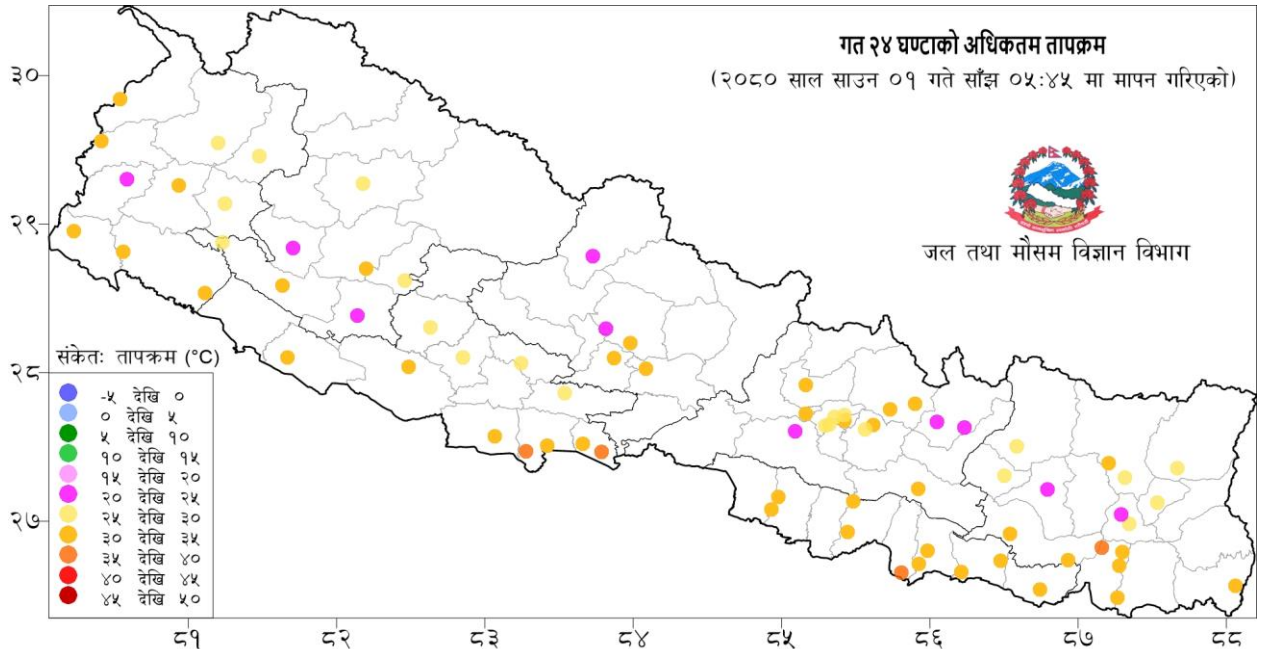 गत २४ घण्टाको अधिकतम तापक्रम
(२०८० साल साउन ०१ गते साँझ ०५:४५ मा मापन गरिएको)
जल तथा मौसम विज्ञान विभाग
३०
२९
२८
२७
संकेतः तापक्रम (°C)
-५ देखि ०
० देखि ५
५ देखि १०
१० देखि १५
१५ देखि २०
२० देखि २५
२५ देखि ३०
३० देखि ३५
३५ देखि ४०
४० देखि ४५
४५ देखि ५०
८१ ८२ ८३ ८४ ८५ ८६ ८७ ८८